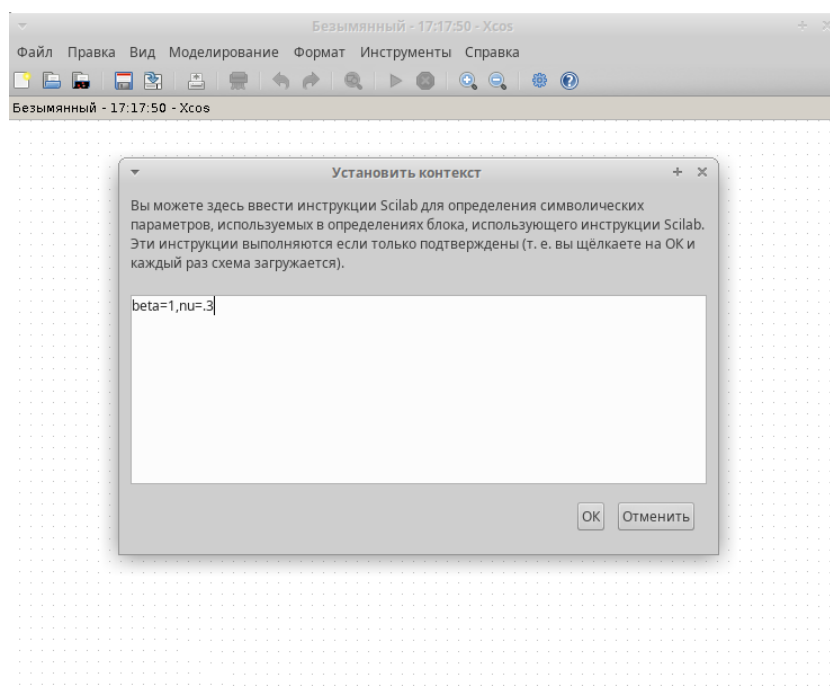 Безымянный - 17:17:50 - Xcos
Файл Правка Вид Моделирование Формат Инструменты Справка
Безымянный - 17:17:50 - Xcos
Установить контекст
Вы можете здесь ввести инструкции Scilab для определения символических
параметров, используемых в определениях блока, использующего инструкции Scilab.
Эти инструкции выполняются если только подтверждены (т. е. вы щёлкаете на ОК и
каждый раз схема загружается).
beta=1,nu=.3
ОК Отменить